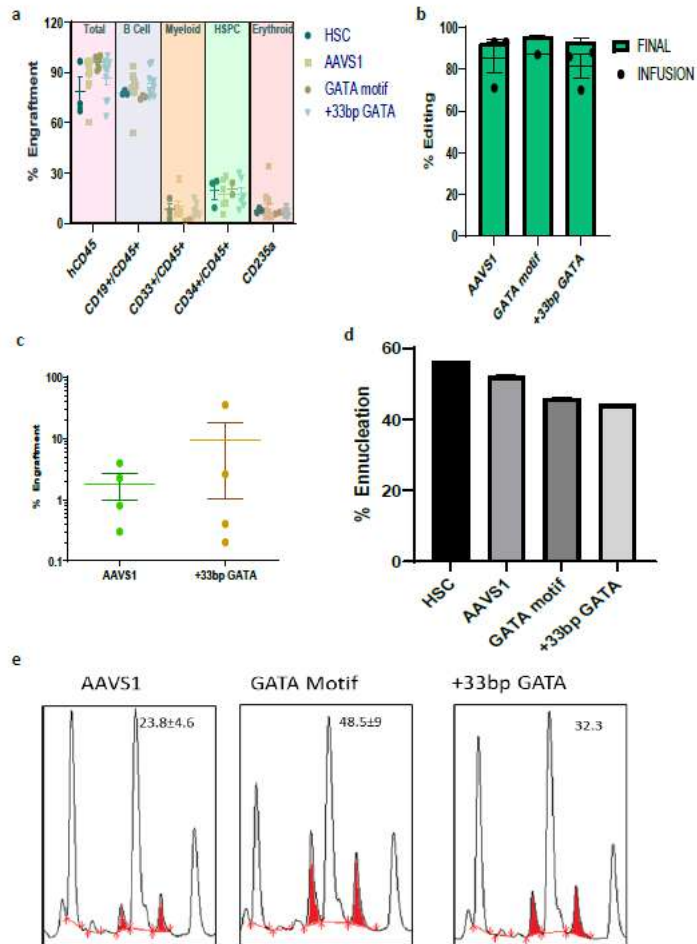 a
% Engraftment
120
90
60
30
0
Total
B Cell
Myeloid
HSPC
Erythroid
hCD45
CD19+/CD45+
CD33+/CD45+
CD34+/CD45+
CD235a
HSC
AAVS1
GATA motif
+33bp GATA
b
% Editing
100
80
60
40
20
0
AAVS1
GATA motif
+33bp GATA
FINAL
INFUSION
c
% Engraftment
100
10
1
0.1
AAVS1
+33bp GATA
d
% Ennucleation
60
40
20
0
HSC
AAVS1
GATA motif
+33bp GATA
e
AAVS1
GATA Motif
+33bp GATA
23.8±4.6
48.5±9
32.3